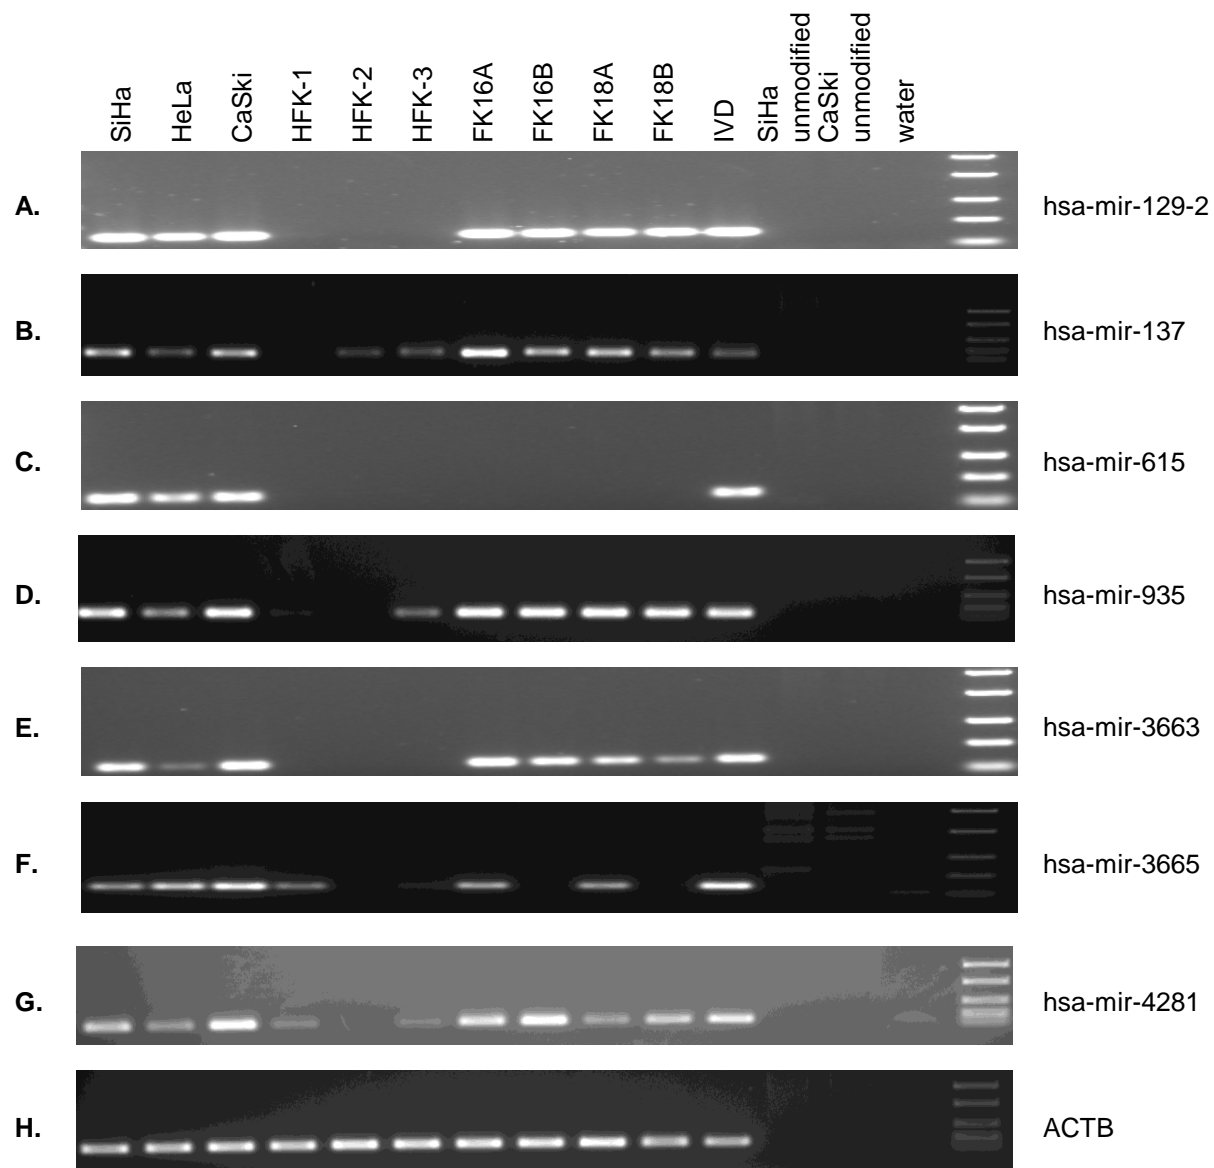 SiHa
HeLa
CaSki
HFK-1
HFK-2
HFK-3
FK16A
FK16B
FK18A
FK18B
IVD
SiHa
unmodified
CaSki
unmodified
water
A.
hsa-mir-129-2
B.
hsa-mir-137
C.
hsa-mir-615
D.
hsa-mir-935
E.
hsa-mir-3663
F.
hsa-mir-3665
G.
hsa-mir-4281
H.
ACTB